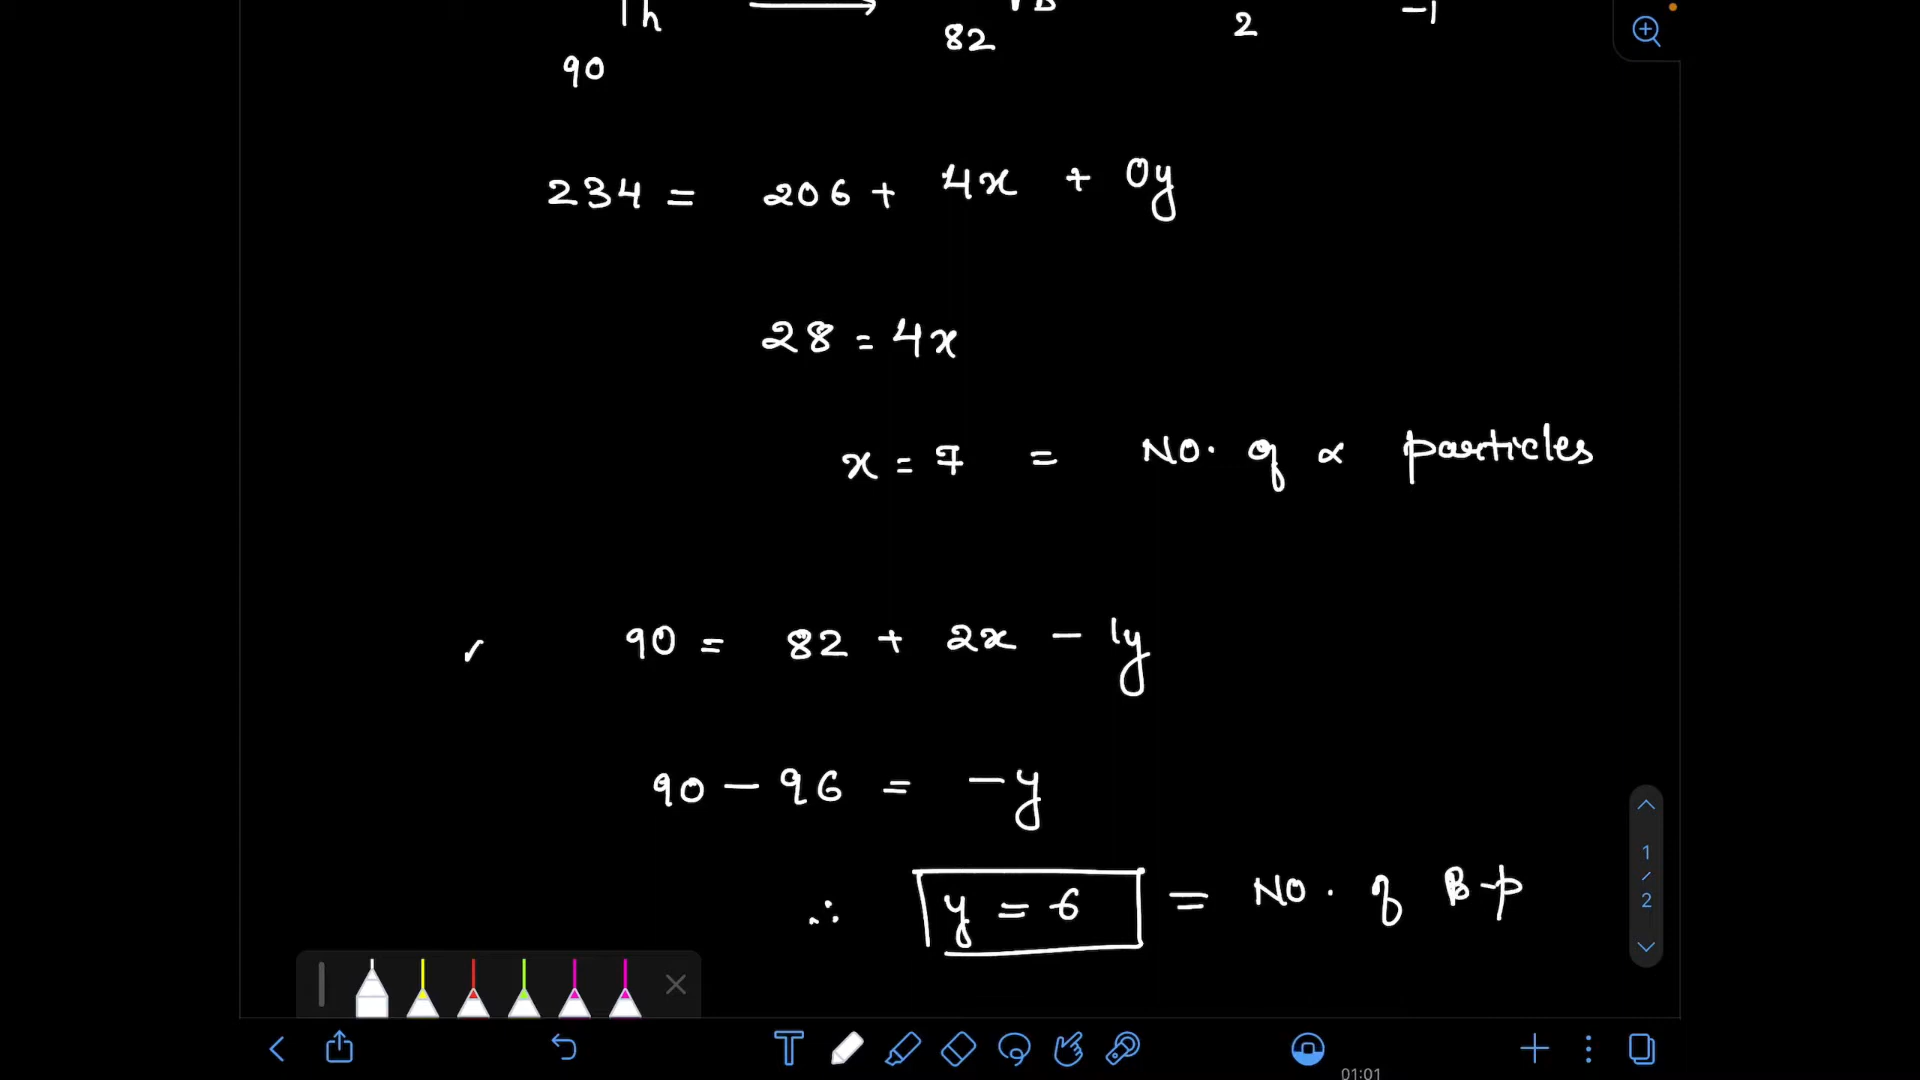 Th ⟶ PB 2 -1
90 82
234 = 206 + 4x + 0y
28 = 4x
x = 7 = NO. of α particles
✓ 90 = 82 + 2x - 1y
90 - 96 = -y
∴ y = 6 = NO. of B-p
1/2
T
01:01